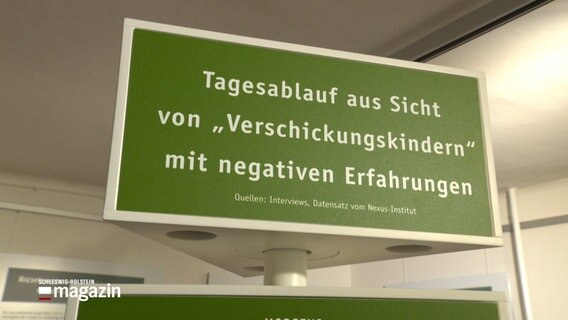 Tagesablauf aus Sicht
von „Verschickungskindern“
mit negativen Erfahrungen
Quellen: Interviews, Datensatz vom Nexus-Institut
SCHLESWIG-HOLSTEIN
magazin